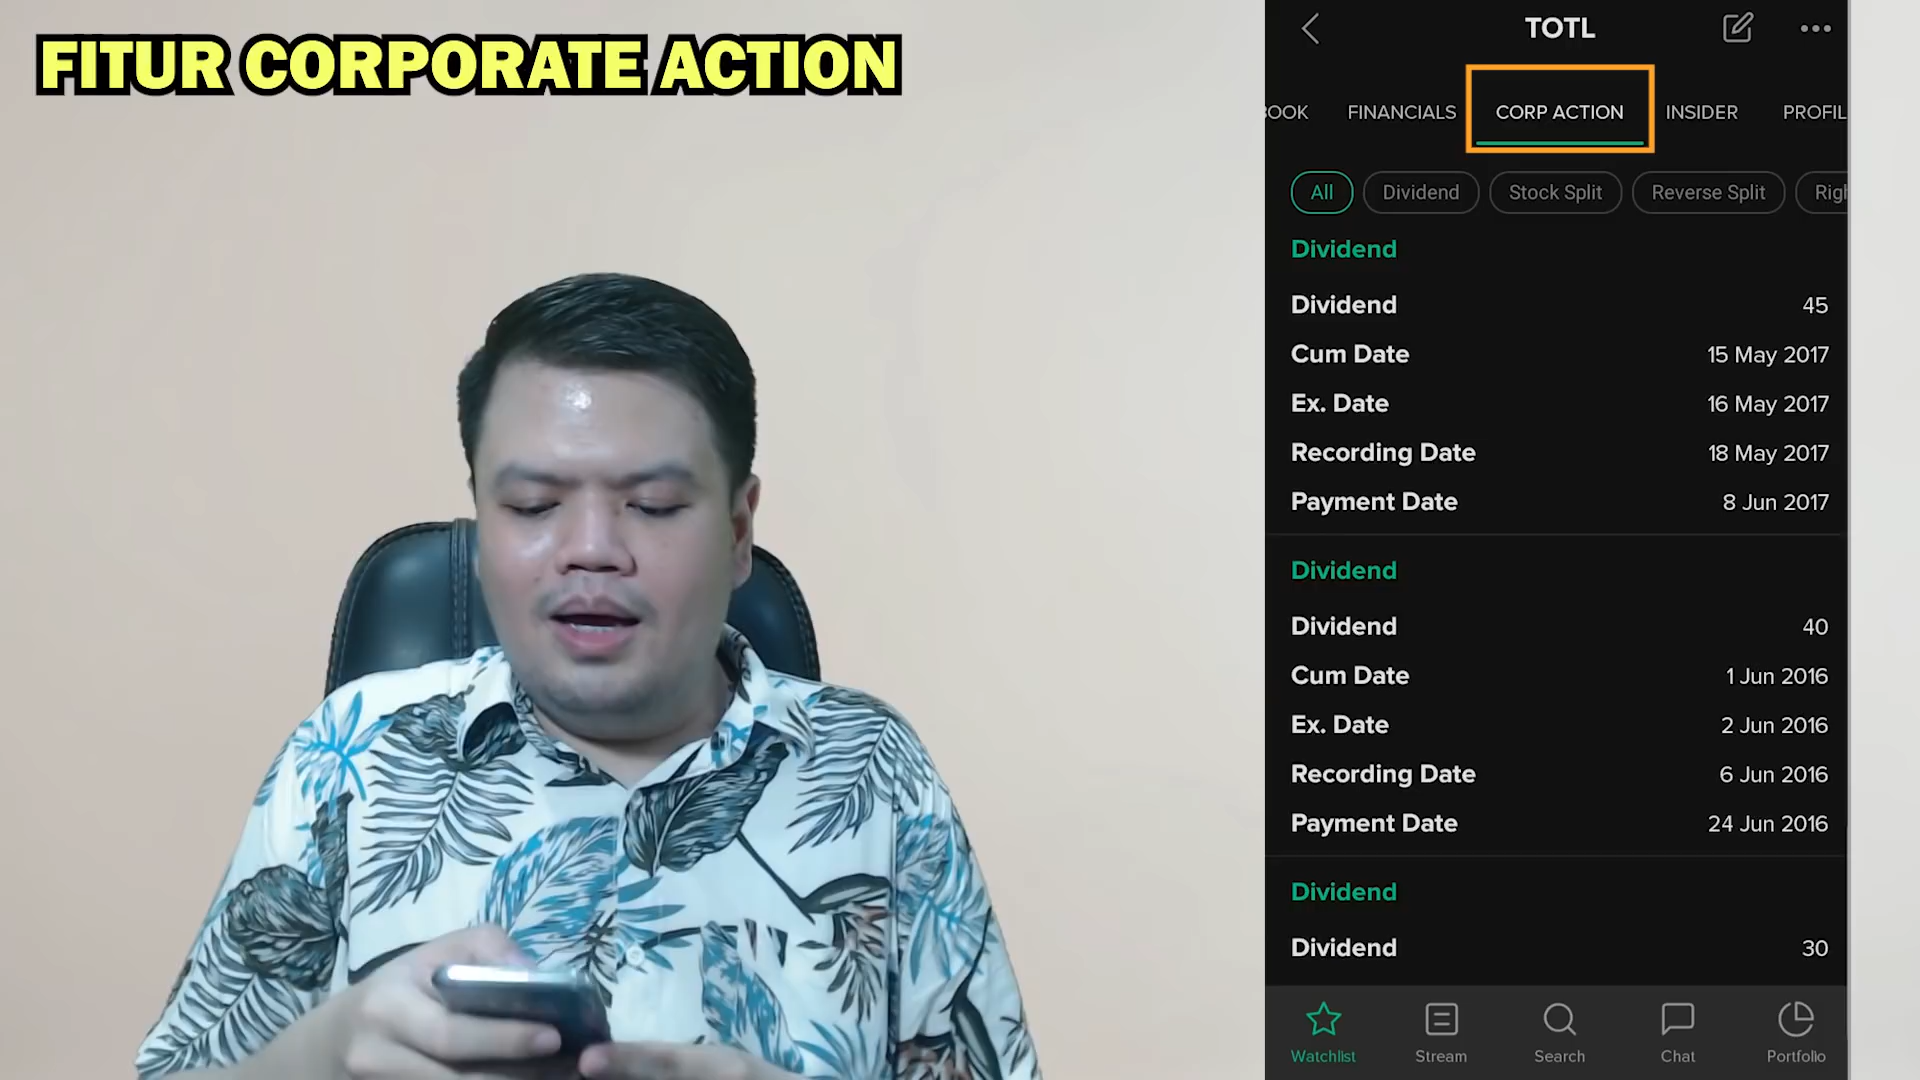 FITUR CORPORATE ACTION
TOTL
BOOK FINANCIALS CORP ACTION INSIDER PROFIL
All Dividend Stock Split Reverse Split Righ
Dividend
Dividend 45
Cum Date 15 May 2017
Ex. Date 16 May 2017
Recording Date 18 May 2017
Payment Date 8 Jun 2017
Dividend
Dividend 40
Cum Date 1 Jun 2016
Ex. Date 2 Jun 2016
Recording Date 6 Jun 2016
Payment Date 24 Jun 2016
Dividend
Dividend 30
Watchlist Stream Search Chat Portfolio